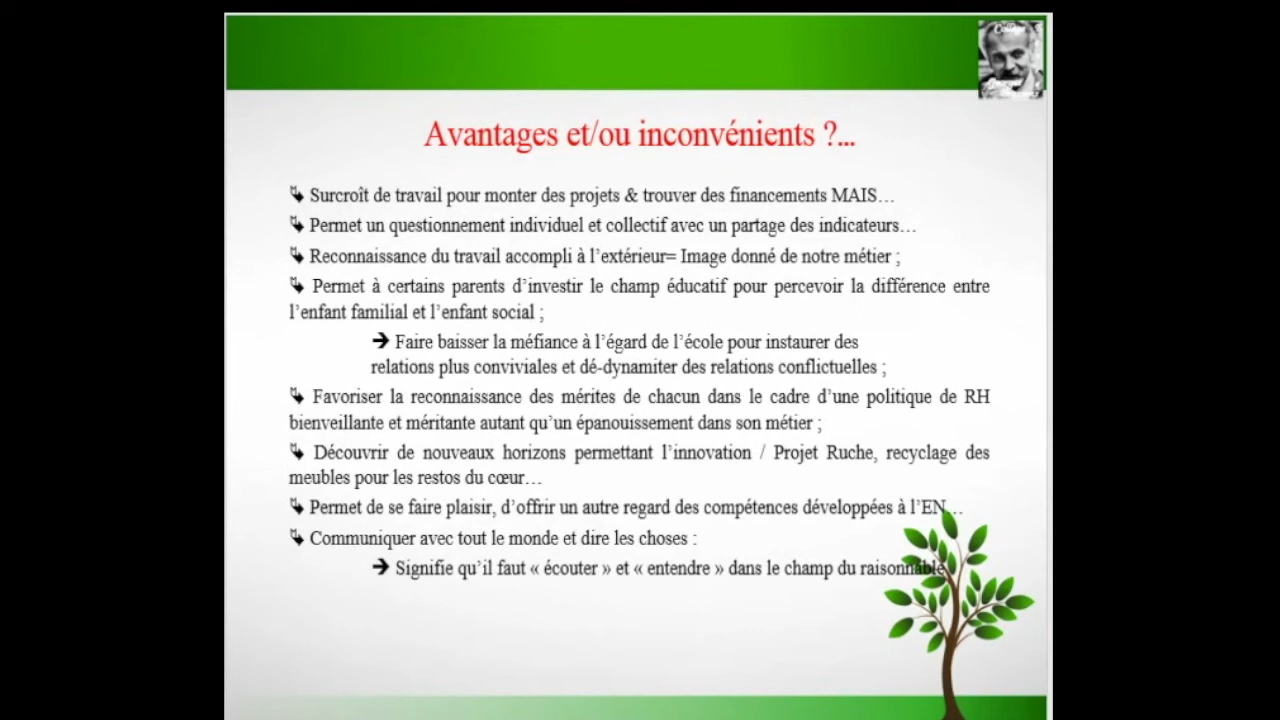 Avantages et/ou inconvénients ?...
Surcroît de travail pour monter des projets & trouver des financements MAIS…
Permet un questionnement individuel et collectif avec un partage des indicateurs…
Reconnaissance du travail accompli à l’extérieur= Image donné de notre métier ;
Permet à certains parents d’investir le champ éducatif pour percevoir la différence entre
l’enfant familial et l’enfant social ;
➔ Faire baisser la méfiance à l’égard de l’école pour instaurer des
relations plus conviviales et dé-dynamiter des relations conflictuelles ;
Favoriser la reconnaissance des mérites de chacun dans le cadre d’une politique de RH
bienveillante et méritante autant qu’un épanouissement dans son métier ;
Découvrir de nouveaux horizons permettant l’innovation / Projet Ruche, recyclage des
meubles pour les restos du cœur…
Permet de se faire plaisir, d’offrir un autre regard des compétences développées à l’EN…
Communiquer avec tout le monde et dire les choses :
➔ Signifie qu’il faut « écouter » et « entendre » dans le champ du raisonnable